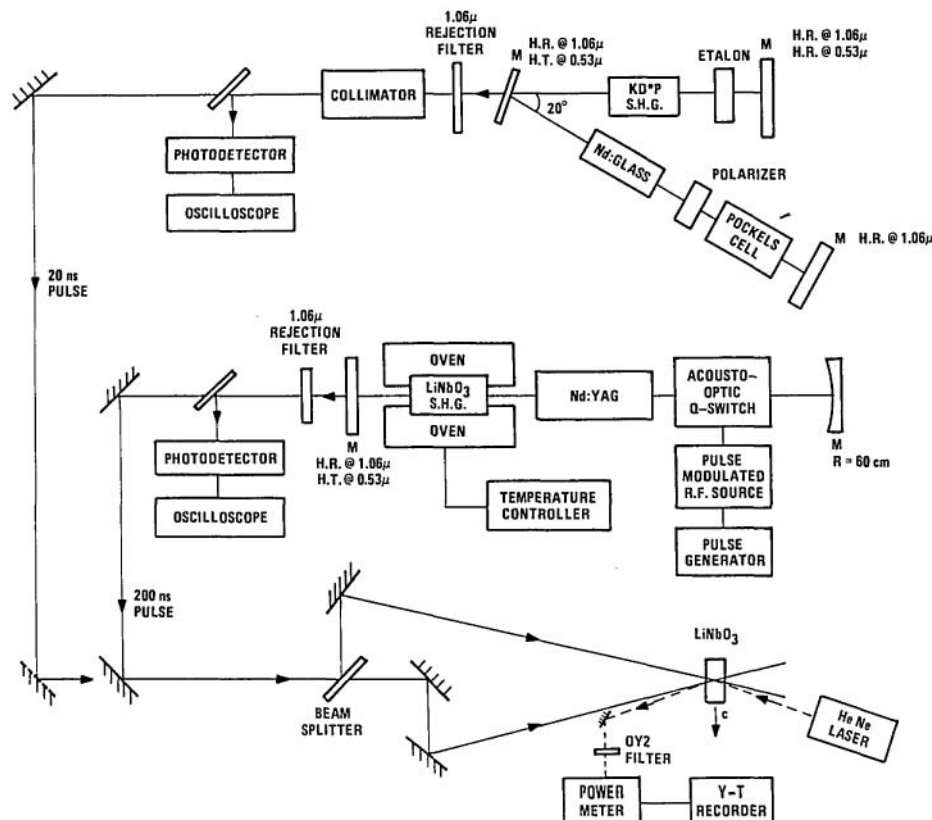 1.06μ
REJECTION
FILTER
M
H.R. @ 1.06μ
H.T. @ 0.53μ
KD*P
S.H.G.
ETALON
M
H.R. @ 1.06μ
H.R. @ 0.53μ
COLLIMATOR
20°
Nd:GLASS
POLARIZER
POCKELS
CELL
M H.R. @ 1.06μ
PHOTODETECTOR
OSCILLOSCOPE
20 ns
PULSE
1.06μ
REJECTION
FILTER
OVEN
LiNbO3
S.H.G.
OVEN
Nd:YAG
ACOUSTO–
OPTIC
Q–SWITCH
M
R = 60 cm
M
H.R. @ 1.06μ
H.T. @ 0.53μ
PHOTODETECTOR
OSCILLOSCOPE
TEMPERATURE
CONTROLLER
PULSE
MODULATED
R.F. SOURCE
PULSE
GENERATOR
200 ns
PULSE
BEAM
SPLITTER
LiNbO3
c
He Ne
LASER
OY2
FILTER
POWER
METER
Y–T
RECORDER